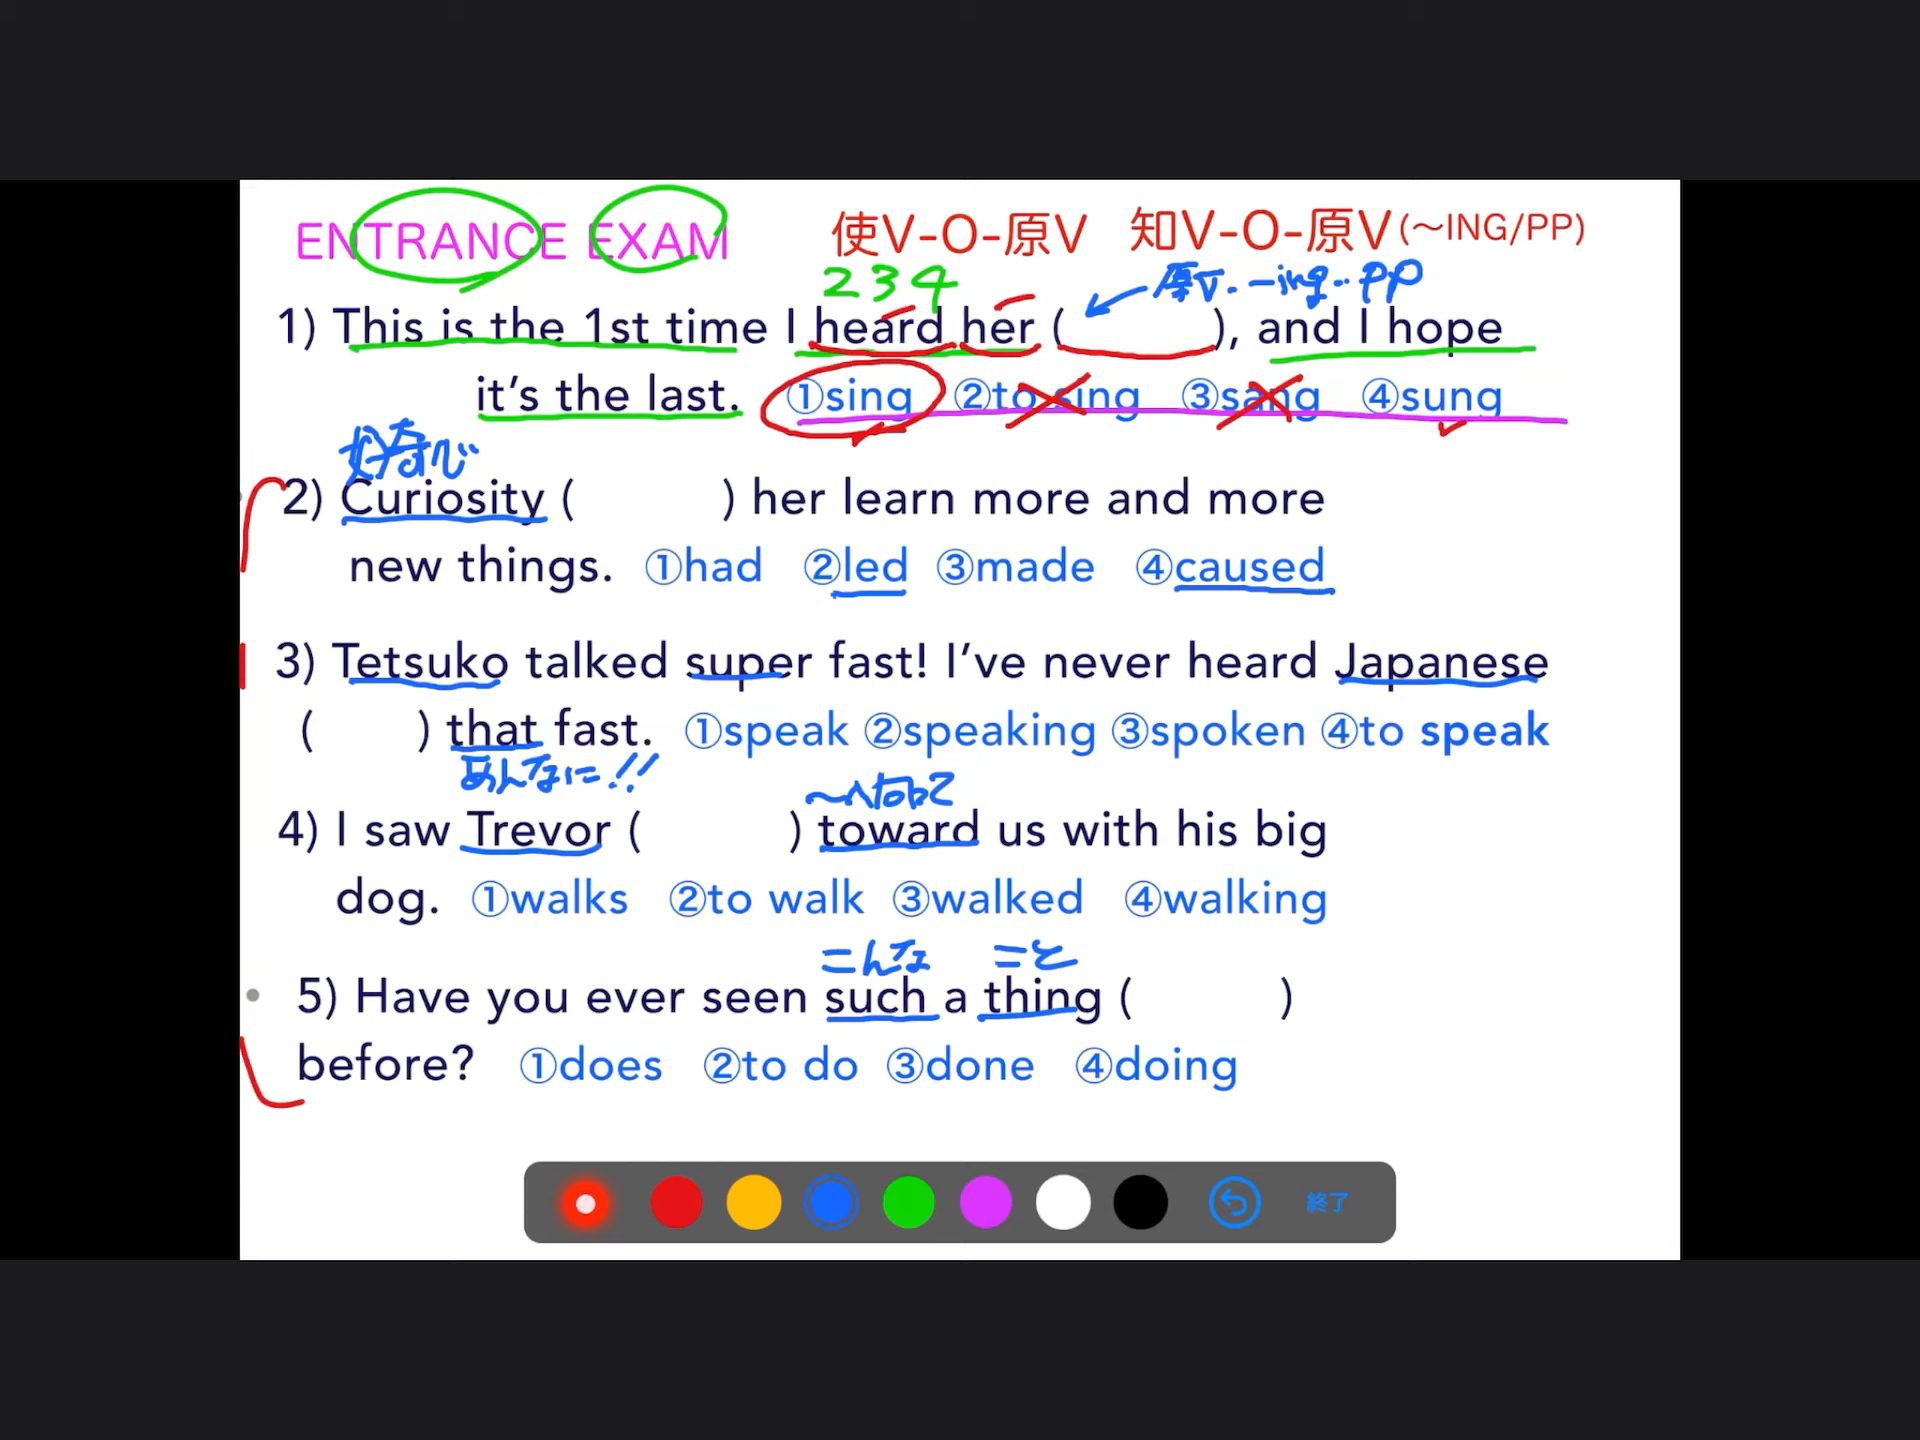 ENTRANCE EXAM 使V-O-原V 知V-O-原V(〜ING/PP)
2 3 4 原V. -ing.. pp
1) This is the 1st time I heard her ( ), and I hope
it's the last. ①sing ②to sing ③sang ④sung
好奇心
2) Curiosity ( ) her learn more and more
new things. ①had ②led ③made ④caused
3) Tetsuko talked super fast! I've never heard Japanese
( ) that fast. ①speak ②speaking ③spoken ④to speak
あんなに!!
〜へ向かって
4) I saw Trevor ( ) toward us with his big
dog. ①walks ②to walk ③walked ④walking
こんな こと
5) Have you ever seen such a thing ( )
before? ①does ②to do ③done ④doing
終了